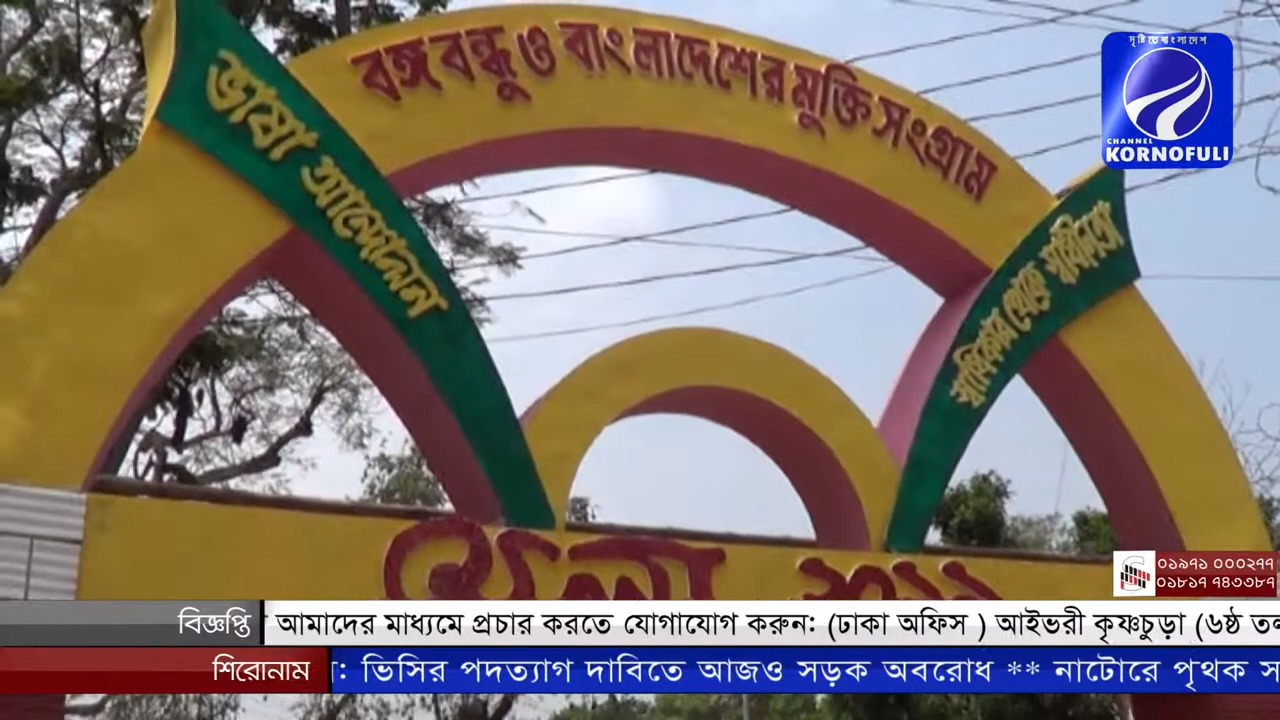 সৃষ্টিতে বাংলাদেশ
CHANNEL
KORNOFULI
বঙ্গবন্ধু ও বাংলাদেশের মুক্তি সংগ্রাম
ভাষা আন্দোলন
স্বাধিকার থেকে স্বাধীনতা
মেলা
০১৯৭১ ০০০২৭৭
০১৮১৭ ৭৪৩৩৮৭
বিজ্ঞপ্তি
আমাদের মাধ্যমে প্রচার করতে যোগাযোগ করুন: (ঢাকা অফিস ) আইভরী কৃষ্ণচুড়া (৬ষ্ঠ
শিরোনাম
: ভিসির পদত্যাগ দাবিতে আজও সড়ক অবরোধ ** নাটোরে পৃথক